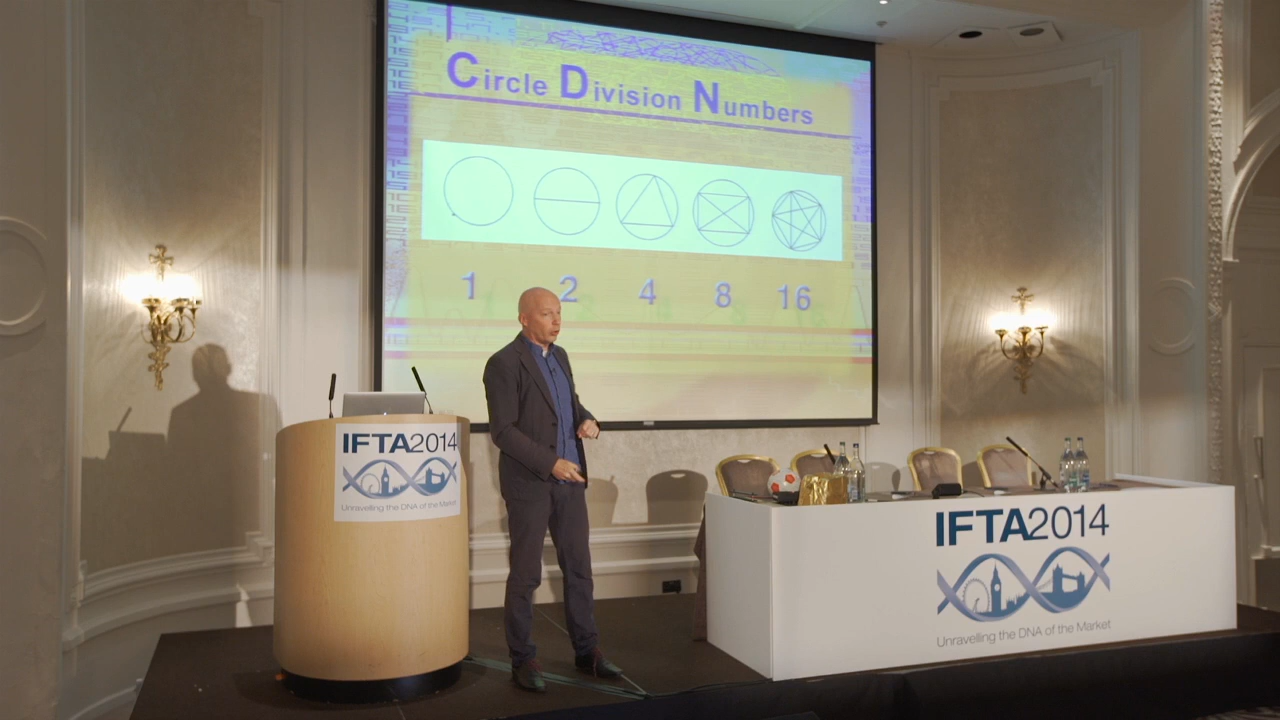 Circle Division Numbers
1 2 4 8 16
IFTA2014
Unravelling the DNA of the Market
IFTA2014
Unravelling the DNA of the Market